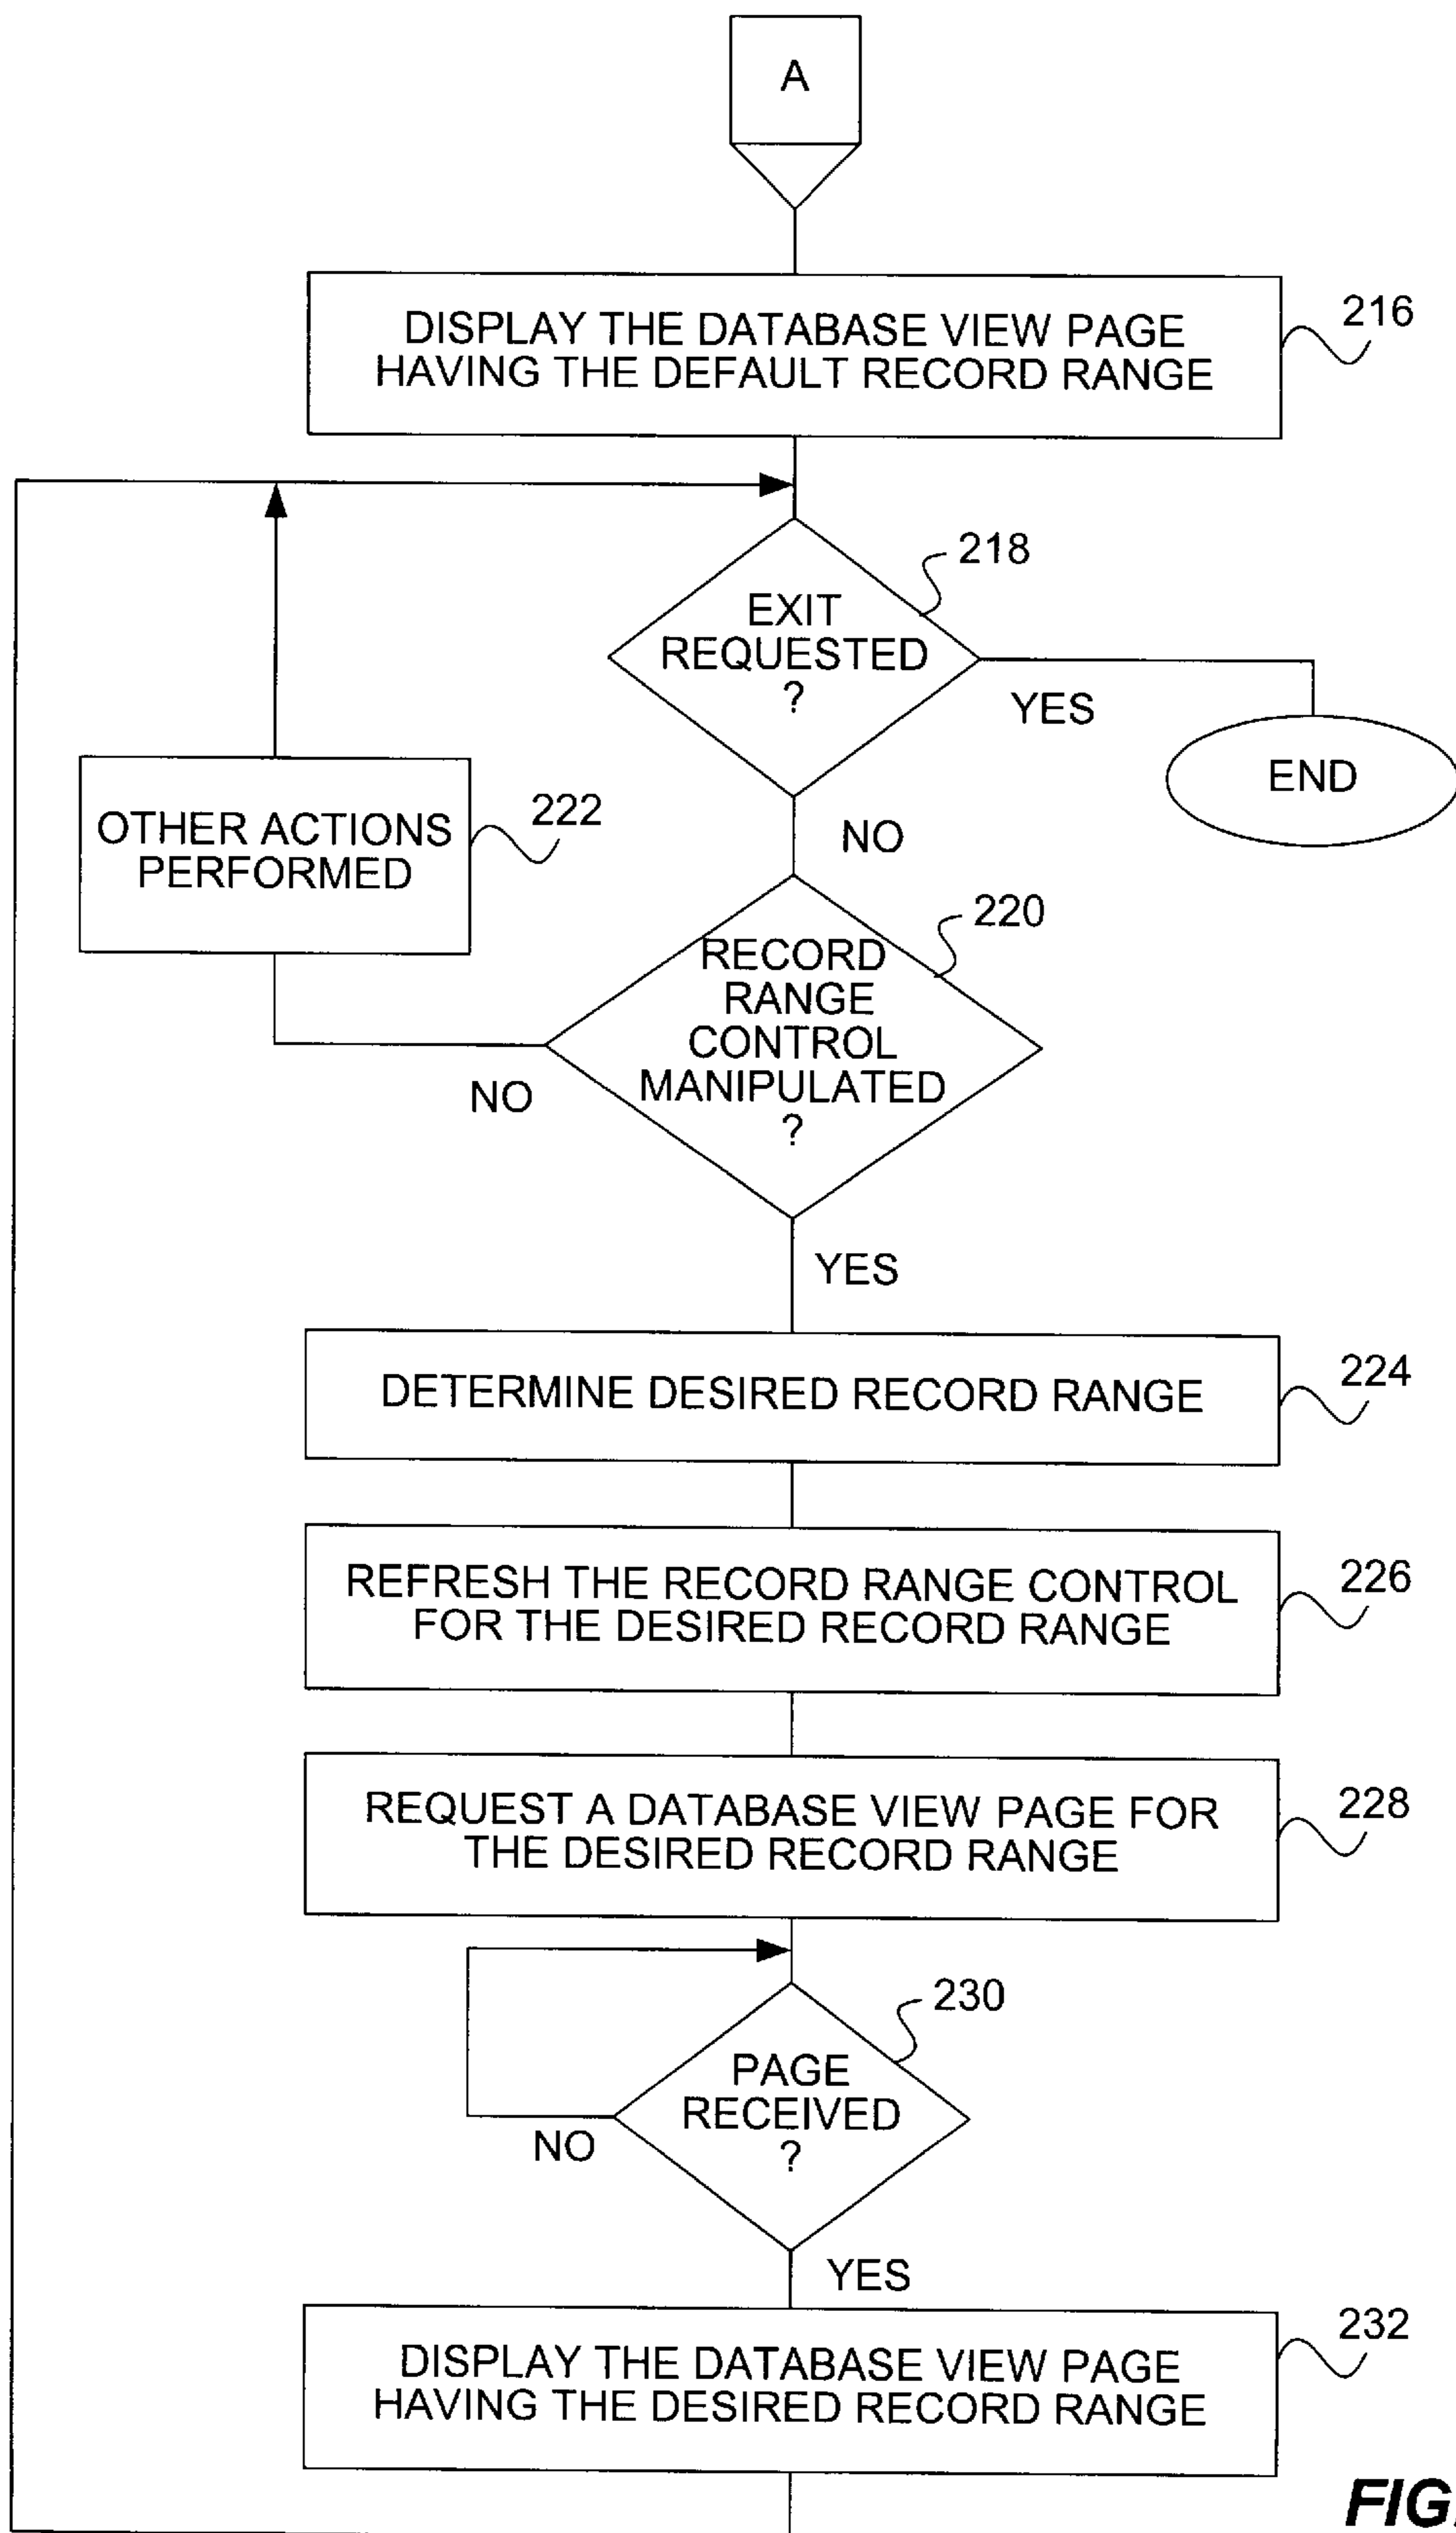 A
DISPLAY THE DATABASE VIEW PAGE
HAVING THE DEFAULT RECORD RANGE
216
218
EXIT
REQUESTED
?
YES
END
NO
OTHER ACTIONS
PERFORMED
222
220
RECORD
RANGE
CONTROL
MANIPULATED
?
NO
YES
DETERMINE DESIRED RECORD RANGE
224
REFRESH THE RECORD RANGE CONTROL
FOR THE DESIRED RECORD RANGE
226
REQUEST A DATABASE VIEW PAGE FOR
THE DESIRED RECORD RANGE
228
230
PAGE
RECEIVED
?
NO
YES
DISPLAY THE DATABASE VIEW PAGE
HAVING THE DESIRED RECORD RANGE
232
FIG.